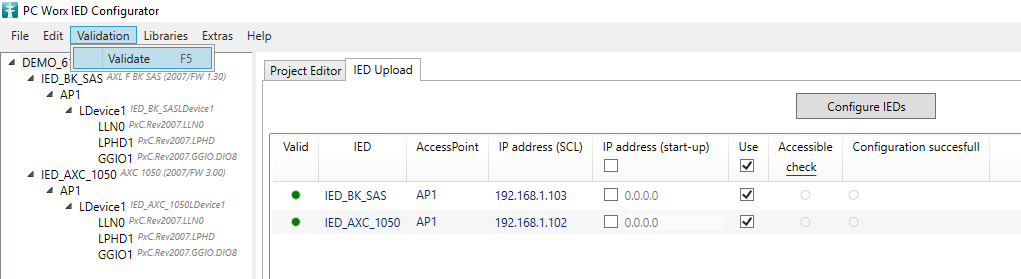 PC Worx IED Configurator
File Edit Validation Libraries Extras Help
Validate F5
DEMO_6
IED_BK_SAS AXL F BK SAS (2007/FW 1.30)
AP1
LDevice1 IED_BK_SASLDevice1
LLN0 PxC.Rev2007.LLN0
LPHD1 PxC.Rev2007.LPHD
GGIO1 PxC.Rev2007.GGIO.DIO8
IED_AXC_1050 AXC 1050 (2007/FW 3.00)
AP1
LDevice1 IED_AXC_1050LDevice1
LLN0 PxC.Rev2007.LLN0
LPHD1 PxC.Rev2007.LPHD
GGIO1 PxC.Rev2007.GGIO.DIO8
Project Editor IED Upload
Configure IEDs
Valid IED AccessPoint IP address (SCL) IP address (start-up) Use Accessible Configuration succesfull
check
IED_BK_SAS AP1 192.168.1.103 0.0.0.0
IED_AXC_1050 AP1 192.168.1.102 0.0.0.0